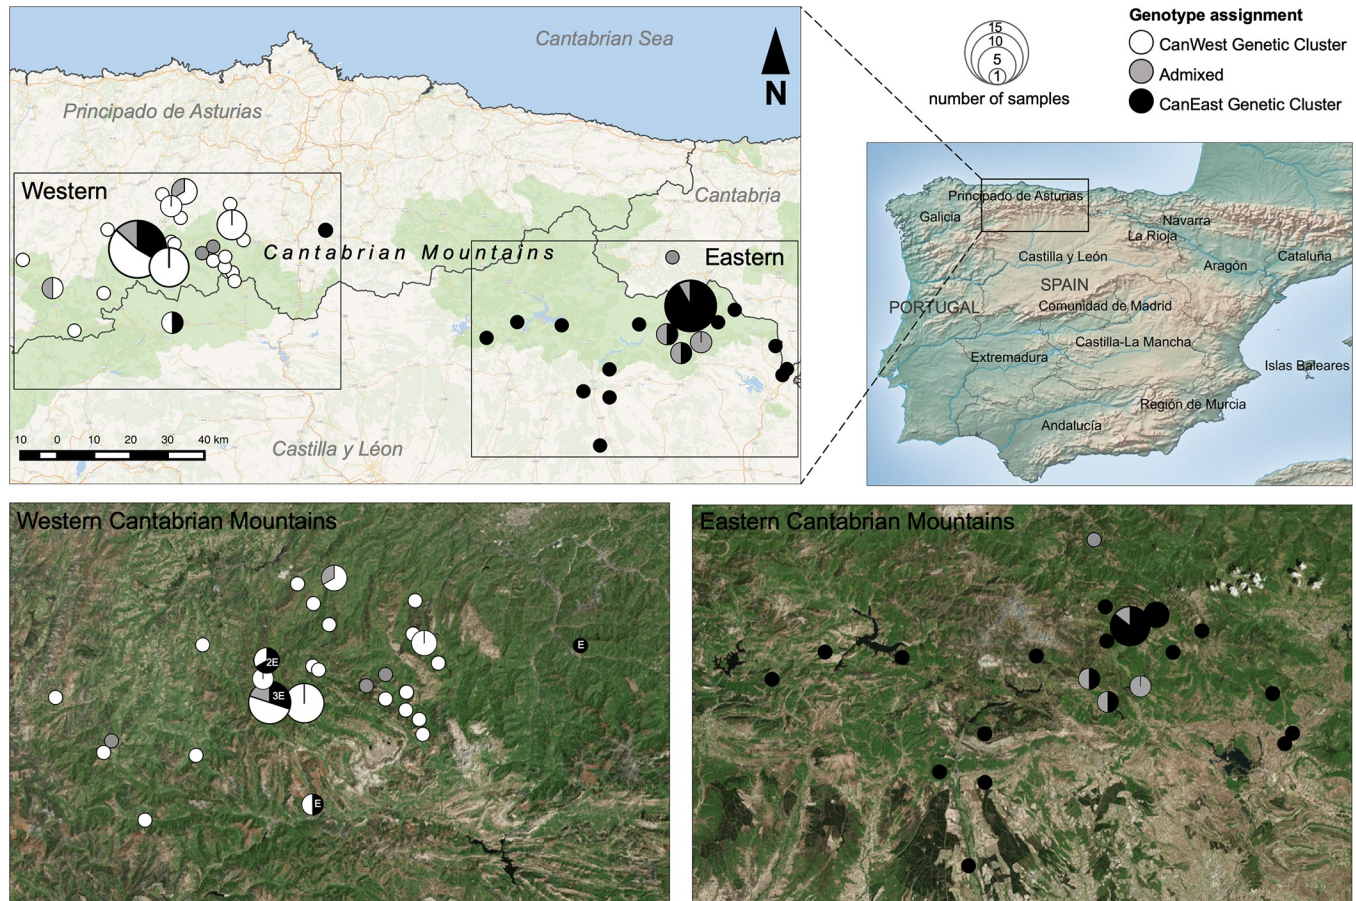 Cantabrian Sea
N
Principado de Asturias
Western
Cantabria
Cantabrian Mountains
Eastern
10 0 10 20 30 40 km
Castilla y Léon
15
10
5
1
number of samples
Genotype assignment
CanWest Genetic Cluster
Admixed
CanEast Genetic Cluster
Principado de Asturias
Galicia
Navarra
La Rioja
Castilla y León
Aragón
Cataluña
SPAIN
PORTUGAL
Comunidad de Madrid
Castilla-La Mancha
Extremadura
Islas Baleares
Región de Murcia
Andalucía
Western Cantabrian Mountains
E
2E
3E
E
Eastern Cantabrian Mountains